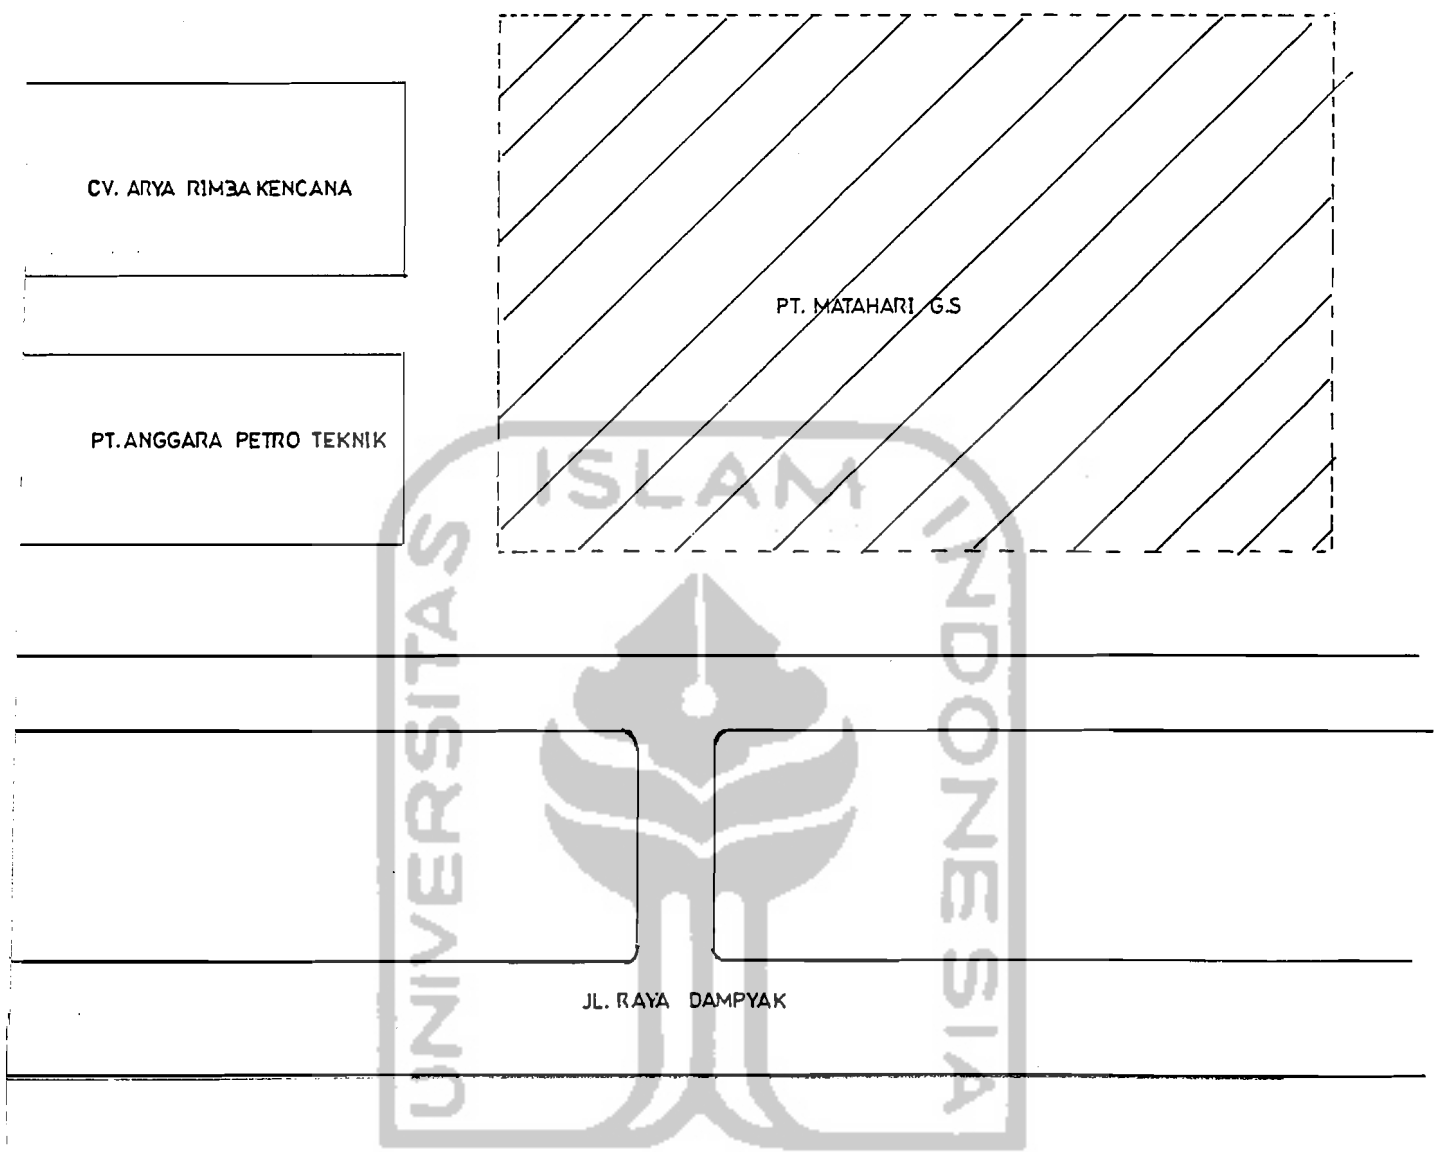 CV. ARYA RIMBA KENCANA
PT. MATAHARI G.S
PT. ANGGARA PETRO TEKNIK
UNIVERSITAS ISLAM INDONESIA
JL. RAYA DAMPYAK